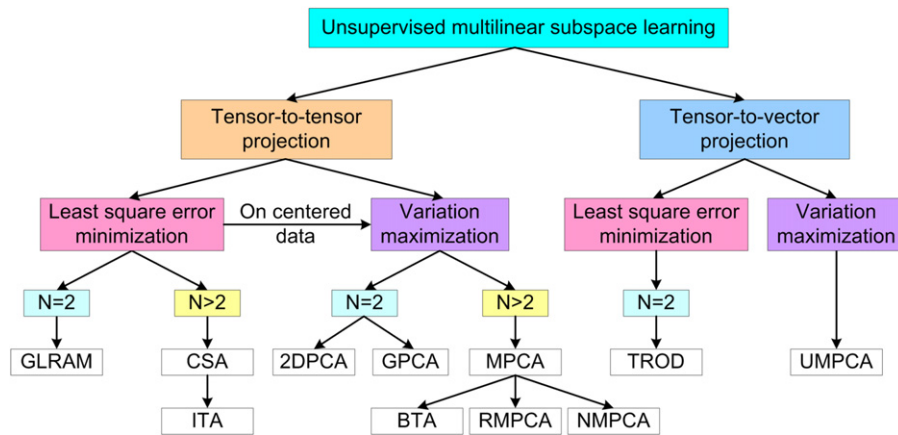 Unsupervised multilinear subspace learning
Tensor-to-tensor
projection
Tensor-to-vector
projection
Least square error
minimization
On centered
data
Variation
maximization
Least square error
minimization
Variation
maximization
N=2
N>2
N=2
N>2
N=2
GLRAM
CSA
2DPCA
GPCA
MPCA
TROD
UMPCA
ITA
BTA
RMPCA
NMPCA